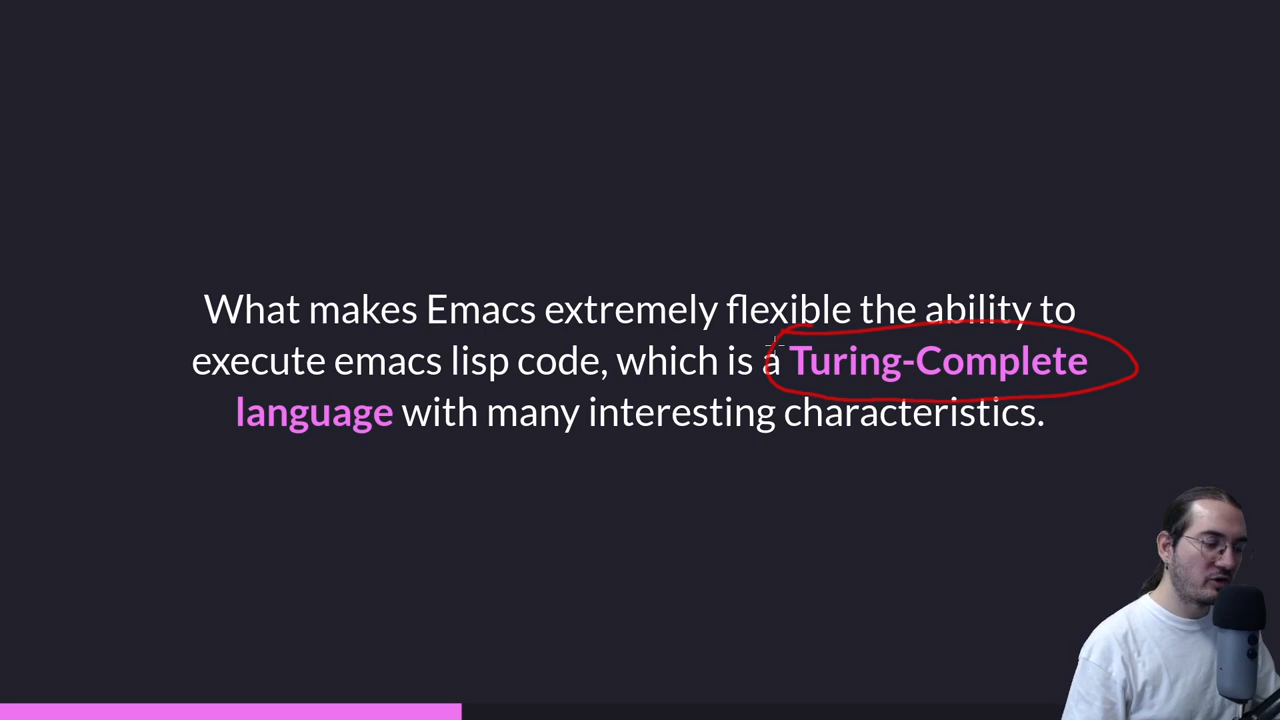 What makes Emacs extremely flexible the ability to
execute emacs lisp code, which is a Turing-Complete
language with many interesting characteristics.